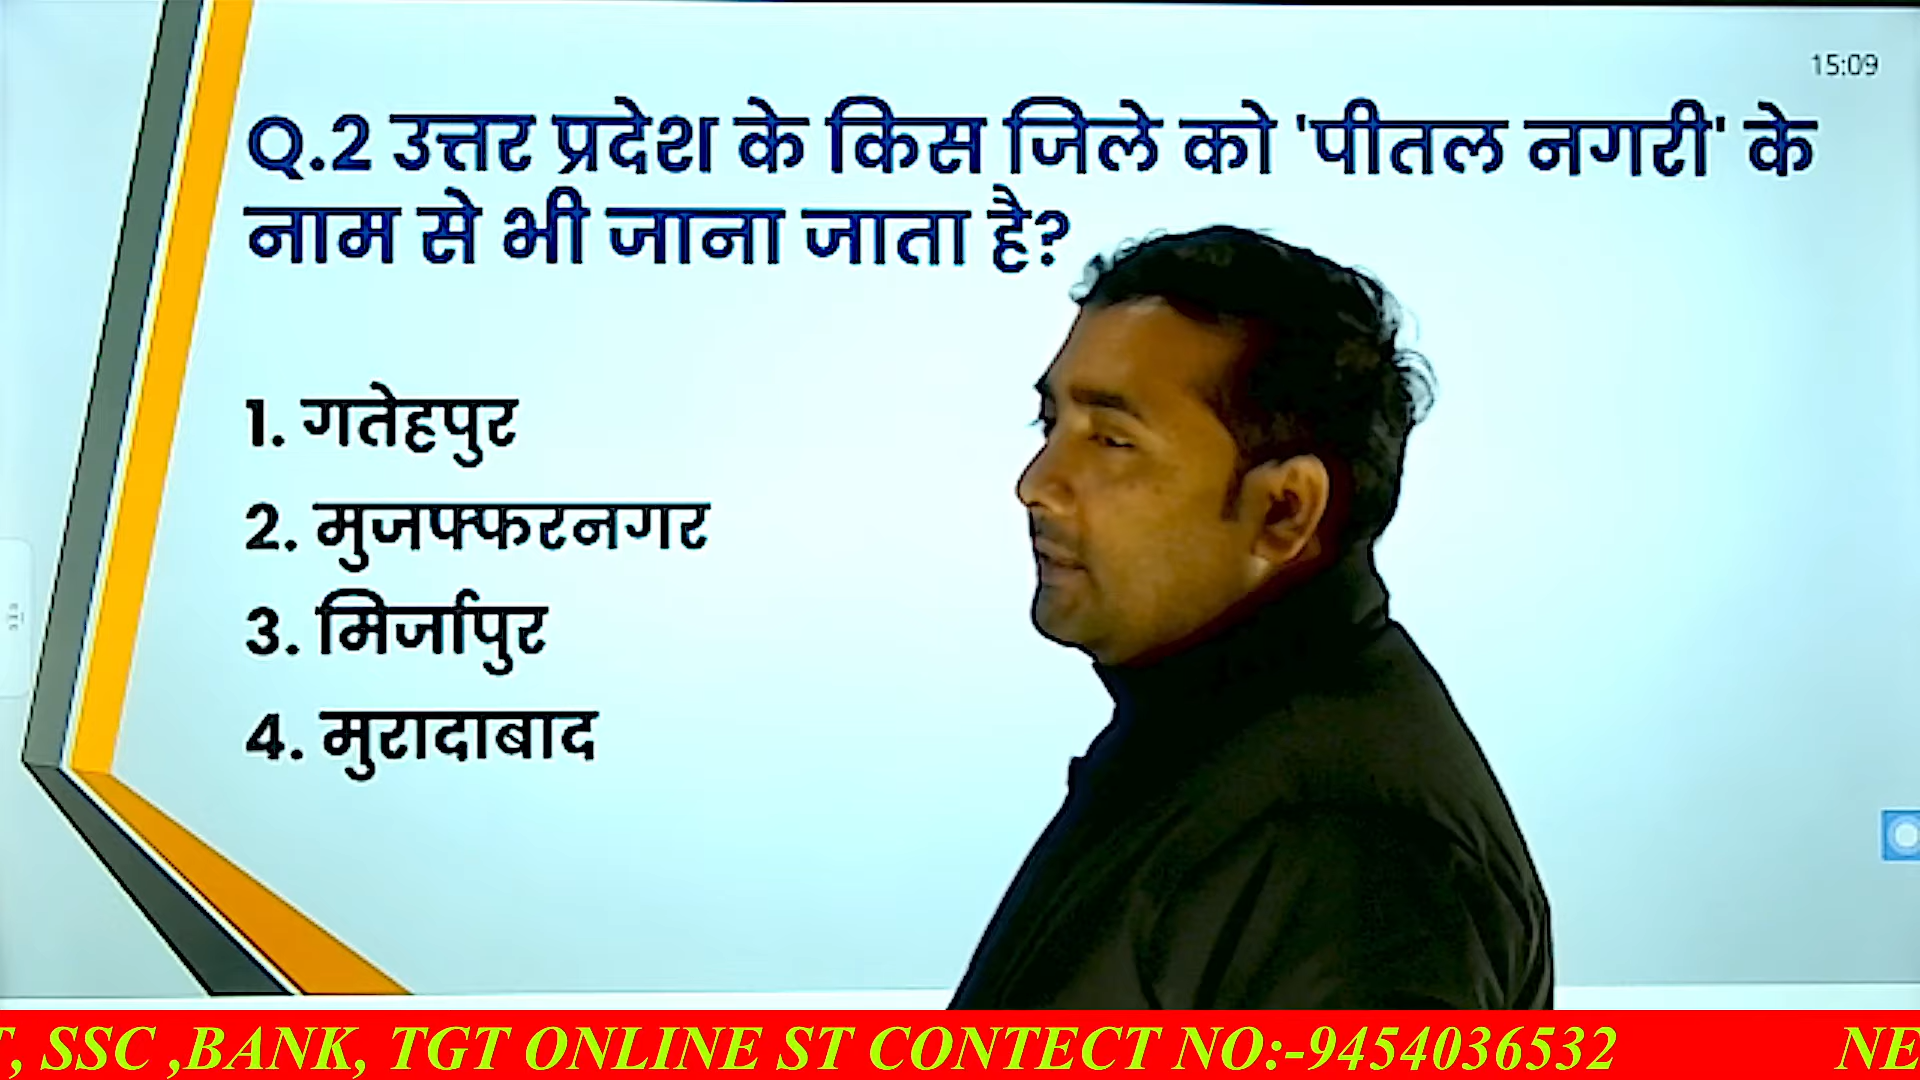 15:09
Q.2 उत्तर प्रदेश के किस जिले को 'पीतल नगरी' के
नाम से भी जाना जाता है?
1. गतेहपुर
2. मुजफ्फरनगर
3. मिर्जापुर
4. मुरादाबाद
, SSC ,BANK, TGT ONLINE ST CONTECT NO:-9454036532 NE